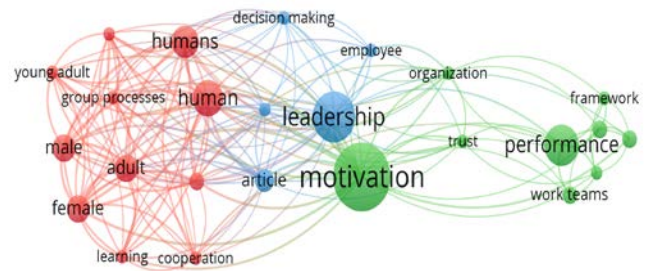 decision making
humans
employee
young adult
organization
group processes
human
framework
leadership
male
trust
performance
adult
article
motivation
work teams
female
learning
cooperation